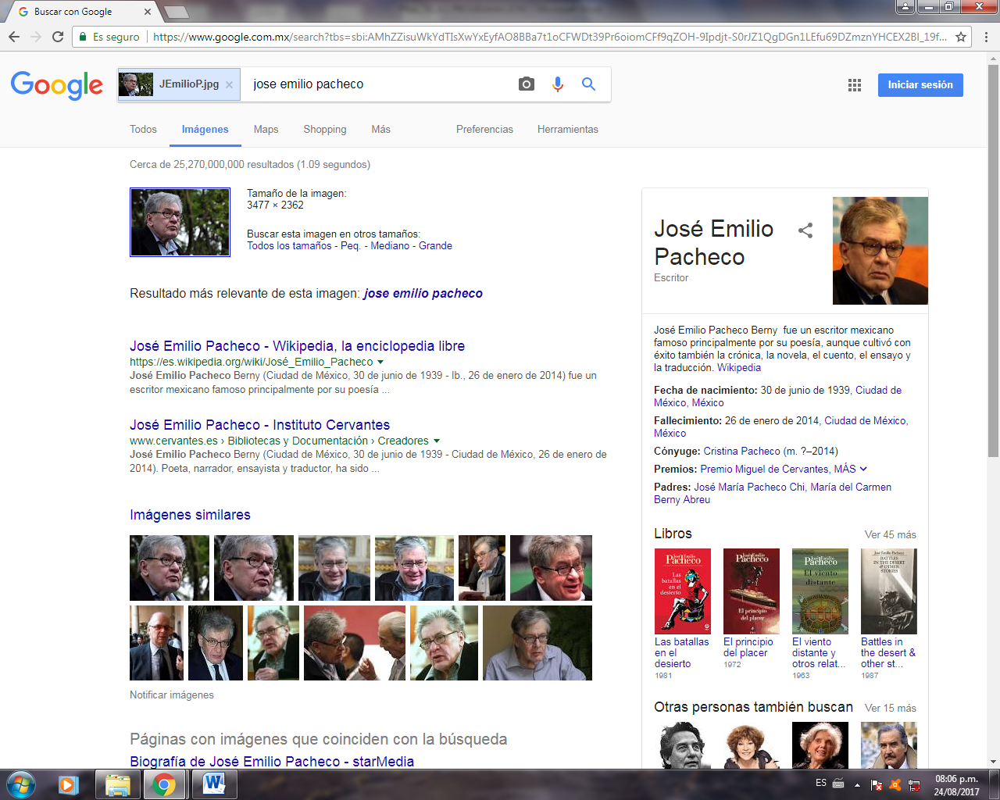 Buscar con Google
Es seguro
https://www.google.com.mx/search?tbs=sbi:AMhZZisuWkYdTIsXwYxEyfAO8BBa7t1oCFWDt39Pr6oiomCFf9qZOH-9Ipdjt-S0rJZ1QgDGn1LEfu69DZmznYHCEX2BI_19f...
Google
JEmilioP.jpg
jose emilio pacheco
Iniciar sesión
Todos
Imágenes
Maps
Shopping
Más
Preferencias
Herramientas
Cerca de 25,270,000,000 resultados (1.09 segundos)
Tamaño de la imagen:
3477 × 2362
Buscar esta imagen en otros tamaños:
Todos los tamaños - Peq. - Mediano - Grande
Resultado más relevante de esta imagen: jose emilio pacheco
José Emilio Pacheco - Wikipedia, la enciclopedia libre
https://es.wikipedia.org/wiki/José_Emilio_Pacheco
José Emilio Pacheco Berny (Ciudad de México, 30 de junio de 1939 - Ib., 26 de enero de 2014) fue un
escritor mexicano famoso principalmente por su poesía ...
José Emilio Pacheco - Instituto Cervantes
www.cervantes.es › Bibliotecas y Documentación › Creadores
José Emilio Pacheco Berny (Ciudad de México, 30 de junio de 1939 - Ciudad de México, 26 de enero de
2014). Poeta, narrador, ensayista y traductor, ha sido ...
Imágenes similares
Notificar imágenes
Páginas con imágenes que coinciden con la búsqueda
Biografía de José Emilio Pacheco - starMedia
José Emilio
Pacheco
Escritor
José Emilio Pacheco Berny fue un escritor mexicano
famoso principalmente por su poesía, aunque cultivó con
éxito también la crónica, la novela, el cuento, el ensayo y
la traducción. Wikipedia
Fecha de nacimiento: 30 de junio de 1939, Ciudad de
México, México
Fallecimiento: 26 de enero de 2014, Ciudad de México,
México
Cónyuge: Cristina Pacheco (m. ?–2014)
Premios: Premio Miguel de Cervantes, MÁS
Padres: José María Pacheco Chi, María del Carmen
Berny Abreu
Libros
Ver 45 más
José Emilio
Pacheco
Las
batallas
en el
desierto
José Emilio
Pacheco
El principio
del placer
José Emilio
Pacheco
El viento
distante
José Emilio Pacheco
BATTLES
IN THE DESERT
& OTHER
STORIES
Las batallas
en el
desierto
1981
El principio
del placer
1972
El viento
distante y
otros relat...
1963
Battles in
the desert &
other st...
1987
Otras personas también buscan
Ver 15 más
ES
08:06 p.m.
24/08/2017